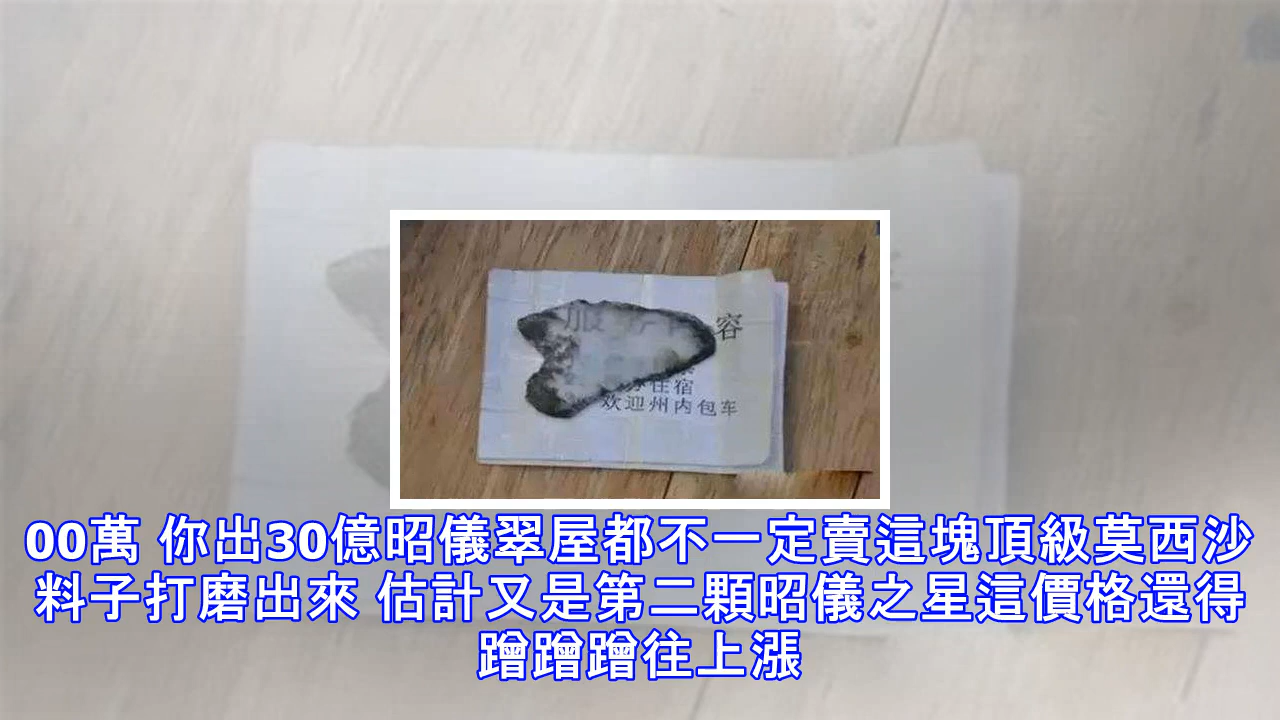 服务内容
住宿
欢迎州内包车
00萬 你出30億昭儀翠屋都不一定賣這塊頂級莫西沙
料子打磨出來 估計又是第二顆昭儀之星這價格還得
蹭蹭蹭往上漲